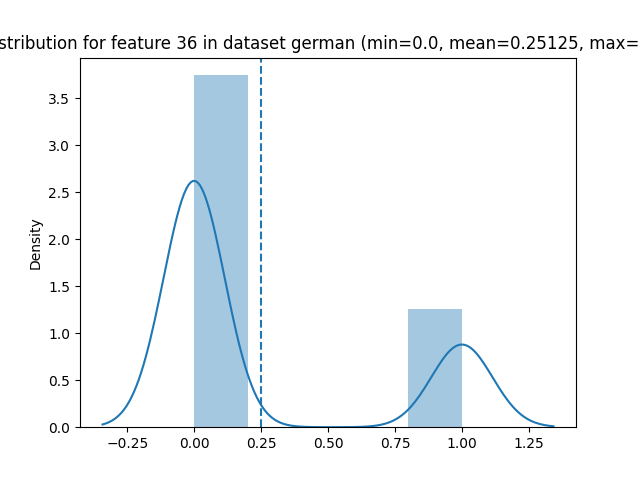 stribution for feature 36 in dataset german (min=0.0, mean=0.25125, max=
Density
3.5
3.0
2.5
2.0
1.5
1.0
0.5
0.0
−0.25 0.00 0.25 0.50 0.75 1.00 1.25